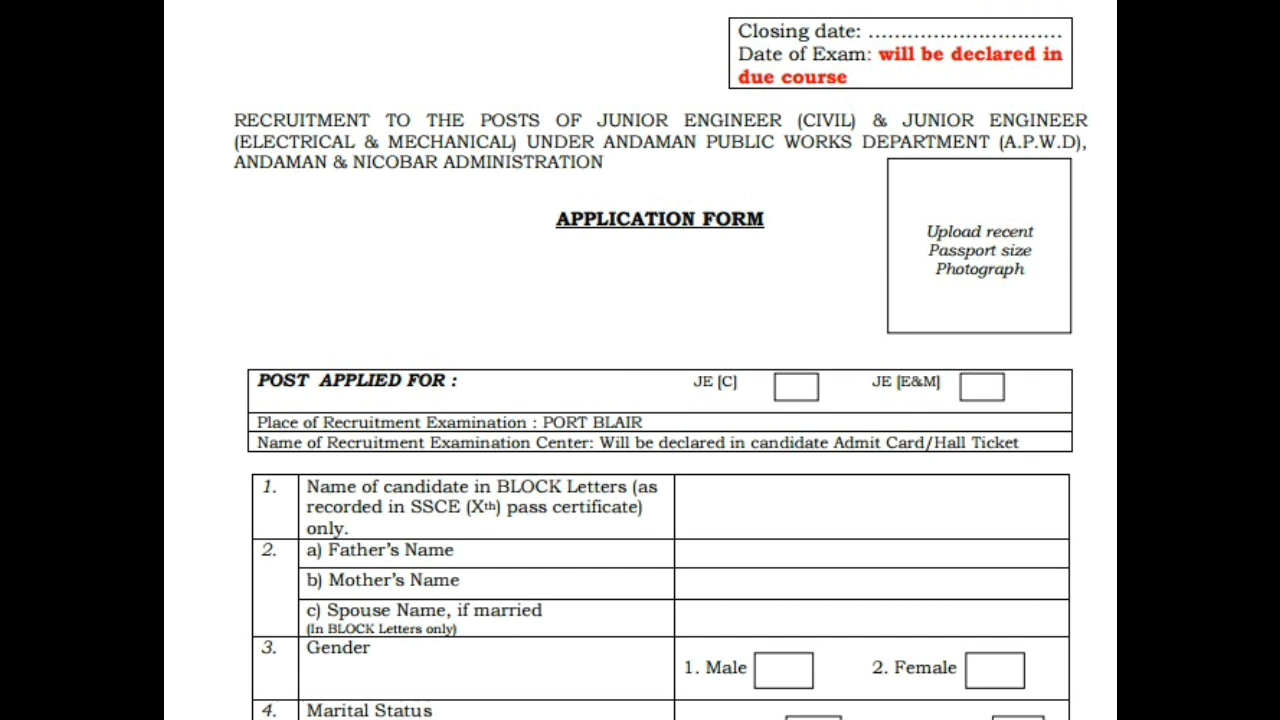 Closing date: ..............................
Date of Exam: will be declared in
due course
RECRUITMENT TO THE POSTS OF JUNIOR ENGINEER (CIVIL) & JUNIOR ENGINEER
(ELECTRICAL & MECHANICAL) UNDER ANDAMAN PUBLIC WORKS DEPARTMENT (A.P.W.D),
ANDAMAN & NICOBAR ADMINISTRATION
APPLICATION FORM
Upload recent
Passport size
Photograph
POST APPLIED FOR : JE [C] JE [E&M]
Place of Recruitment Examination : PORT BLAIR
Name of Recruitment Examination Center: Will be declared in candidate Admit Card/Hall Ticket
1. Name of candidate in BLOCK Letters (as
recorded in SSCE (Xth) pass certificate)
only.
2. a) Father's Name
b) Mother's Name
c) Spouse Name, if married
(In BLOCK Letters only)
3. Gender
1. Male 2. Female
4. Marital Status